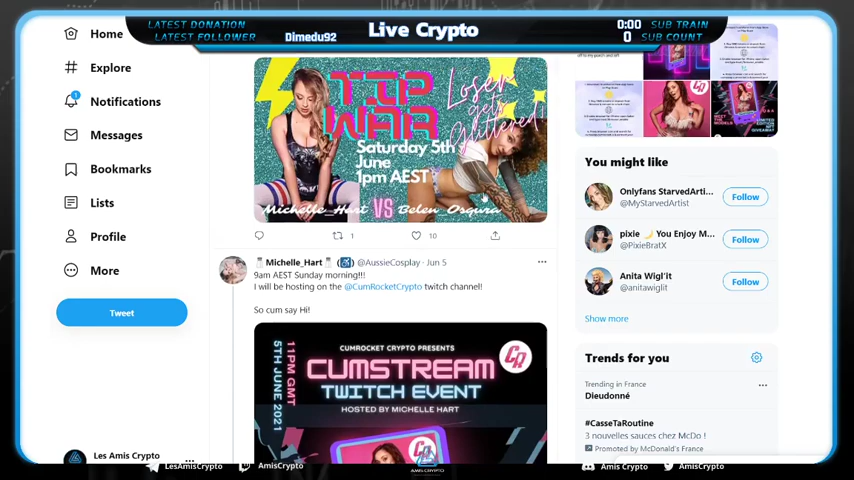 LATEST DONATION
LATEST FOLLOWER
Dimedu92
Live Crypto
0:00
SUB TRAIN
0
SUB COUNT
Home
Explore
Notifications
Messages
Bookmarks
Lists
Profile
More
Tweet
Les Amis Crypto
TIP
WAR
Loser
gets
glittered!
Saturday 5th
June
1pm AEST
Michelle_Hart VS Belen Osqura
1
10
Michelle_Hart
@AussieCosplay · Jun 5
9am AEST Sunday morning!!!
I will be hosting on the @CumRocketCrypto twitch channel!
So cum say Hi!
CUMROCKET CRYPTO PRESENTS
CUMSTREAM
TWITCH EVENT
HOSTED BY MICHELLE HART
11PM GMT
5TH JUNE 2021
CR
You might like
Onlyfans StarvedArti...
@MyStarvedArtist
Follow
pixie 🌙 You Enjoy M...
@PixieBratX
Follow
Anita Wigl'it
@anitawiglit
Follow
Show more
Trends for you
Trending in France
Dieudonné
#CasseTaRoutine
3 nouvelles sauces chez McDo !
Promoted by McDonald's France
LesAmisCrypto
AmisCrypto
AMIS CRYPTO
Amis Crypto
AmisCrypto